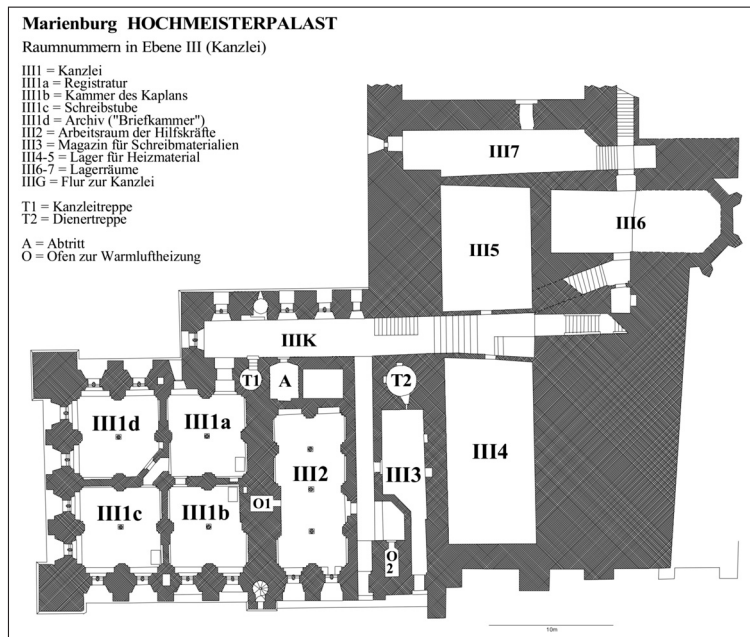 Marienburg HOCHMEISTERPALAST
Raumnummern in Ebene III (Kanzlei)
III1 = Kanzlei
III1a = Registratur
III1b = Kammer des Kaplans
III1c = Schreibstube
III1d = Archiv ("Briefkammer")
III2 = Arbeitsraum der Hilfskräfte
III3 = Magazin für Schreibmaterialien
III4-5 = Lager für Heizmaterial
III6-7 = Lagerräume
IIIG = Flur zur Kanzlei
T1 = Kanzleitreppe
T2 = Dienertreppe
A = Abtritt
O = Ofen zur Warmluftheizung
III7
III6
III5
IIIK
T1
A
T2
III1d
III1a
III2
III3
III4
III1c
III1b
O1
O
2
10m